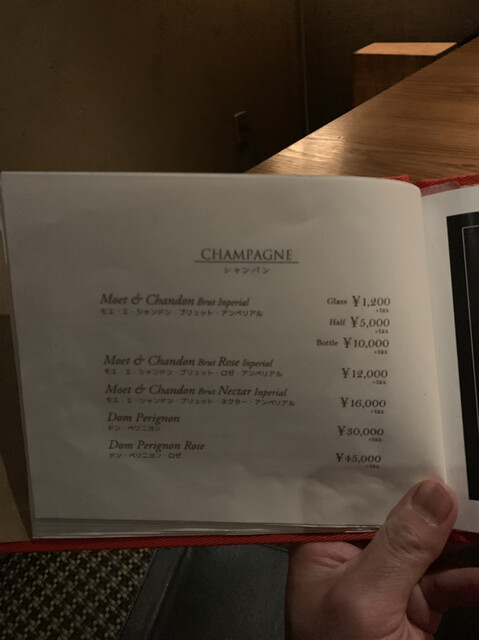 CHAMPAGNE
シャンパン
Moet & Chandon Brut Inperial Glass ¥1,200
モエ・エ・シャンドン・ブリュット・アンペリアル +tax
Half ¥5,000
+tax
Bottle ¥10,000
+tax
Moet & Chandon Brut Rose Inperial ¥12,000
モエ・エ・シャンドン・ブリュット・ロゼ・アンペリアル +tax
Moet & Chandon Brut Nectar Inperial ¥16,000
モエ・エ・シャンドン・ブリュット・ネクター・アンペリアル +tax
Dom Perignon ¥30,000
ドン・ペリニヨン +tax
Dom Perignon Rose ¥45,000
ドン・ペリニヨン・ロゼ +tax